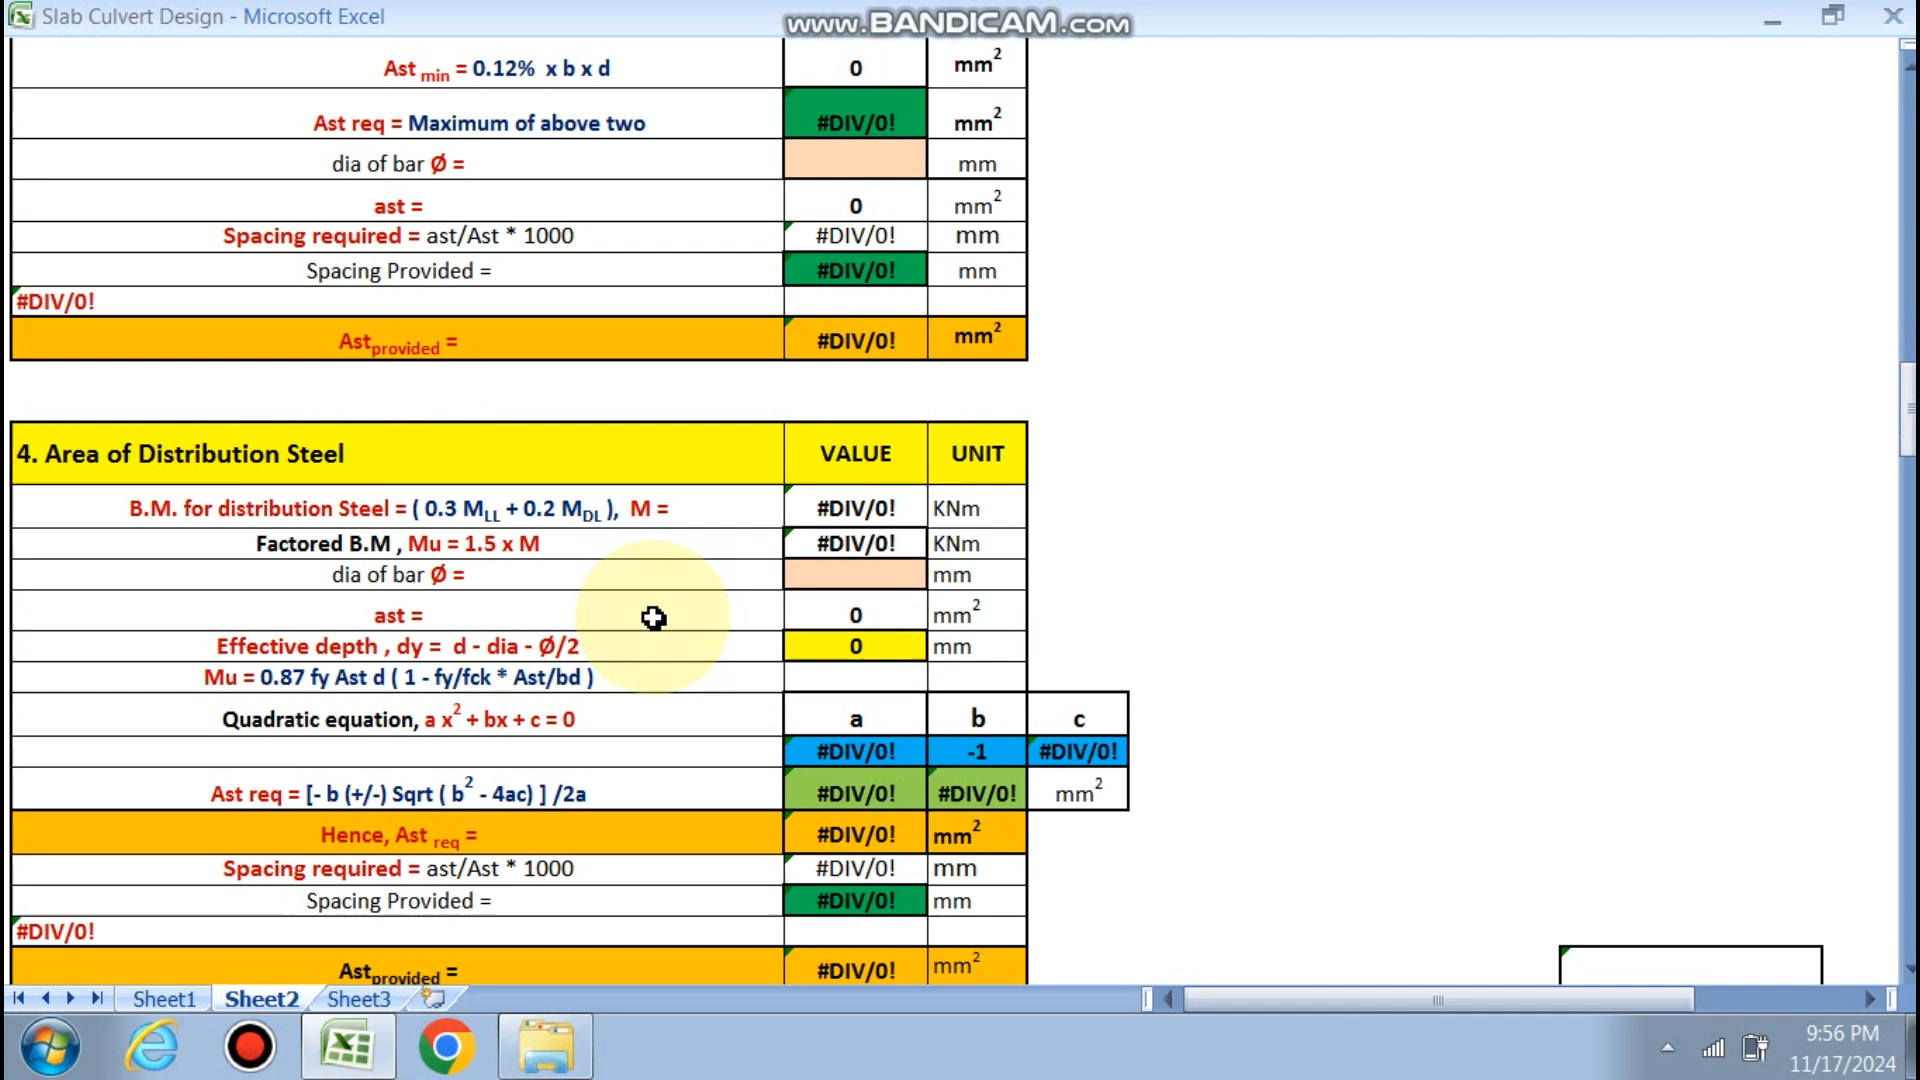 Slab Culvert Design - Microsoft Excel
www.BANDICAM.com
Ast min = 0.12% x b x d 0 mm²
Ast req = Maximum of above two #DIV/0! mm²
dia of bar Ø = mm
ast = 0 mm²
Spacing required = ast/Ast * 1000 #DIV/0! mm
Spacing Provided = #DIV/0! mm
#DIV/0!
Astprovided = #DIV/0! mm²
4. Area of Distribution Steel VALUE UNIT
B.M. for distribution Steel = ( 0.3 MLL + 0.2 MDL ), M = #DIV/0! KNm
Factored B.M , Mu = 1.5 x M #DIV/0! KNm
dia of bar Ø = mm
ast = 0 mm²
Effective depth , dy = d - dia - Ø/2 0 mm
Mu = 0.87 fy Ast d ( 1 - fy/fck * Ast/bd )
Quadratic equation, a x² + bx + c = 0 a b c
#DIV/0! -1 #DIV/0!
Ast req = [- b (+/-) Sqrt ( b² - 4ac) ] /2a #DIV/0! #DIV/0! mm²
Hence, Ast req = #DIV/0! mm²
Spacing required = ast/Ast * 1000 #DIV/0! mm
Spacing Provided = #DIV/0! mm
#DIV/0!
Astprovided = #DIV/0! mm²
Sheet1 Sheet2 Sheet3
9:56 PM
11/17/2024